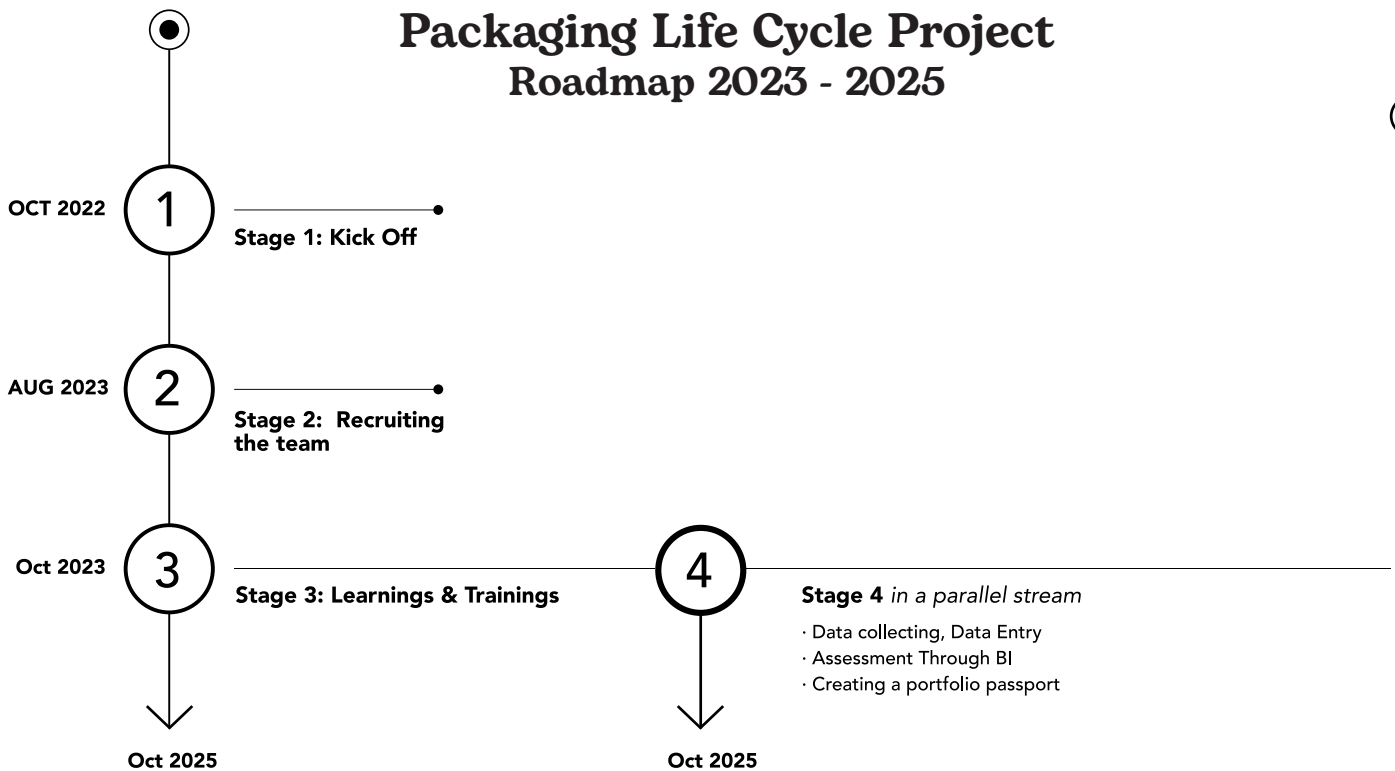 Packaging Life Cycle Project
Roadmap 2023 - 2025
OCT 2022
1
Stage 1: Kick Off
AUG 2023
2
Stage 2:  Recruiting
the team
Oct 2023
3
Stage 3: Learnings & Trainings
4
Stage 4 in a parallel stream
· Data collecting, Data Entry
· Assessment Through BI
· Creating a portfolio passport
Oct 2025
Oct 2025